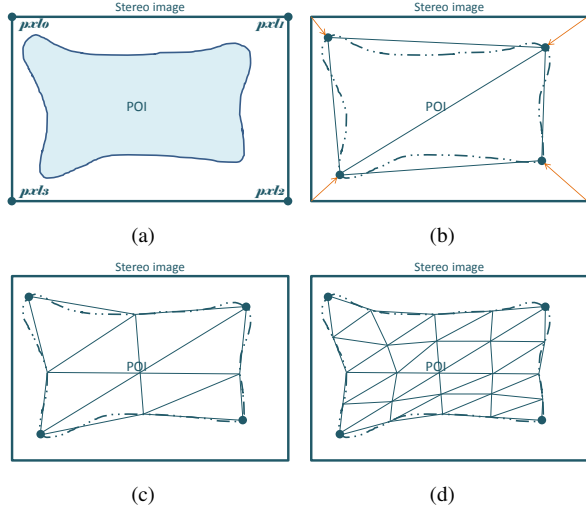 Stereo image
pxl0
pxl1
POI
pxl3
pxl2
(a)
Stereo image
POI
(b)
Stereo image
POI
(c)
Stereo image
POI
(d)